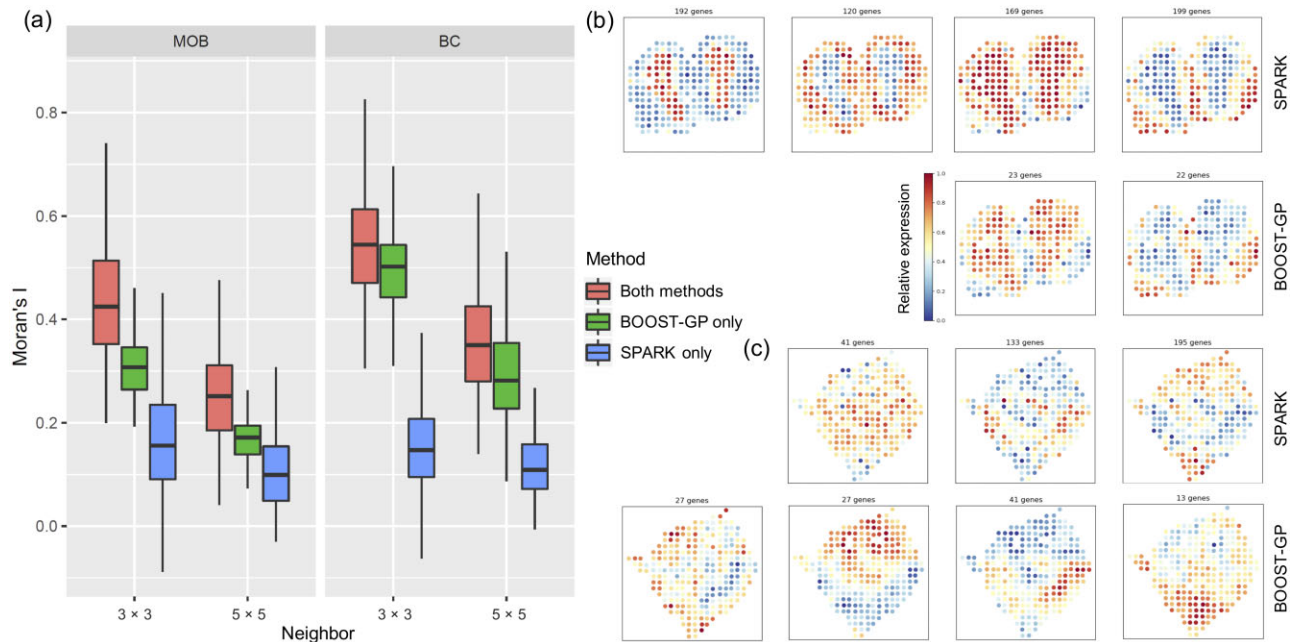 (a)
MOB
BC
Moran's I
0.8
0.6
0.4
0.2
0.0
3 × 3
5 × 5
3 × 3
5 × 5
Neighbor
Method
Both methods
BOOST-GP only
SPARK only
(b)
192 genes
120 genes
169 genes
199 genes
SPARK
23 genes
22 genes
BOOST-GP
Relative expression
1.0
0.8
0.6
0.4
0.2
0.0
(c)
41 genes
133 genes
195 genes
SPARK
27 genes
27 genes
41 genes
13 genes
BOOST-GP